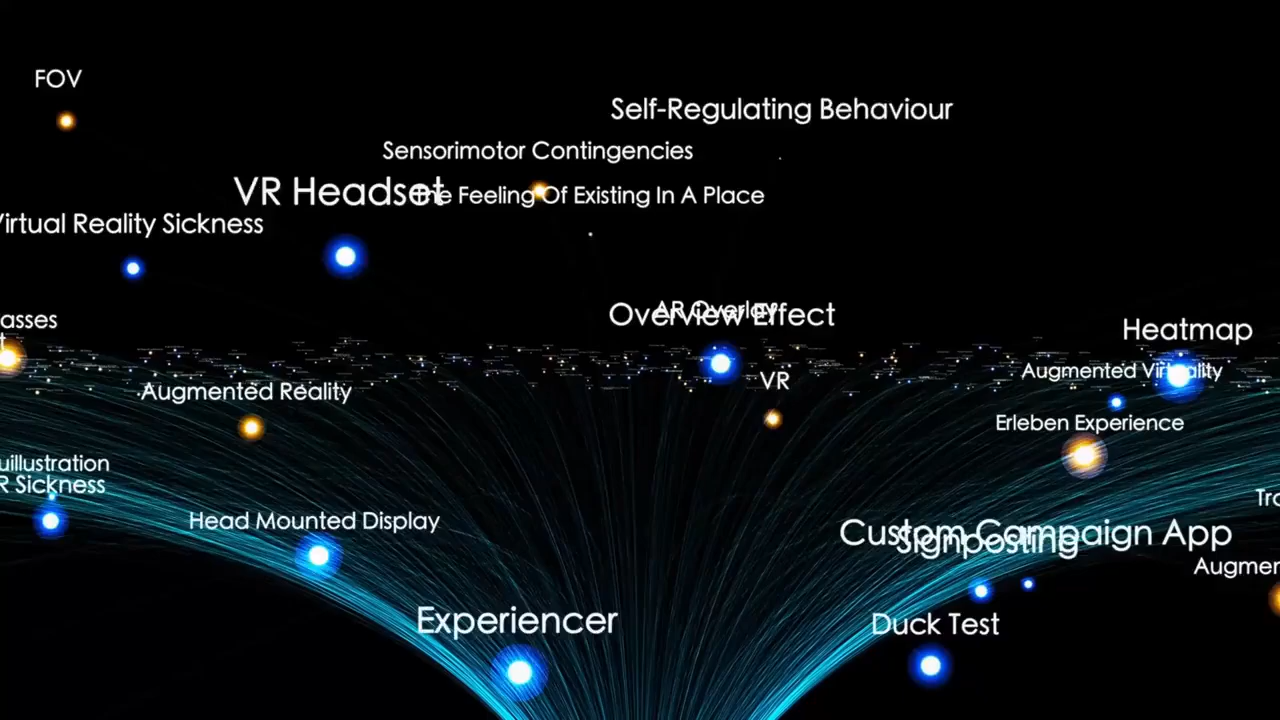 FOV
Self-Regulating Behaviour
Sensorimotor Contingencies
VR Headset
The Feeling Of Existing In A Place
Virtual Reality Sickness
AR Overlay
Overview Effect
asses
Heatmap
t
Augmented Virtuality
VR
Augmented Reality
Erleben Experience
uillustration
R Sickness
Tra
Head Mounted Display
Custom Campaign App
Signposting
Augmen
Experiencer
Duck Test